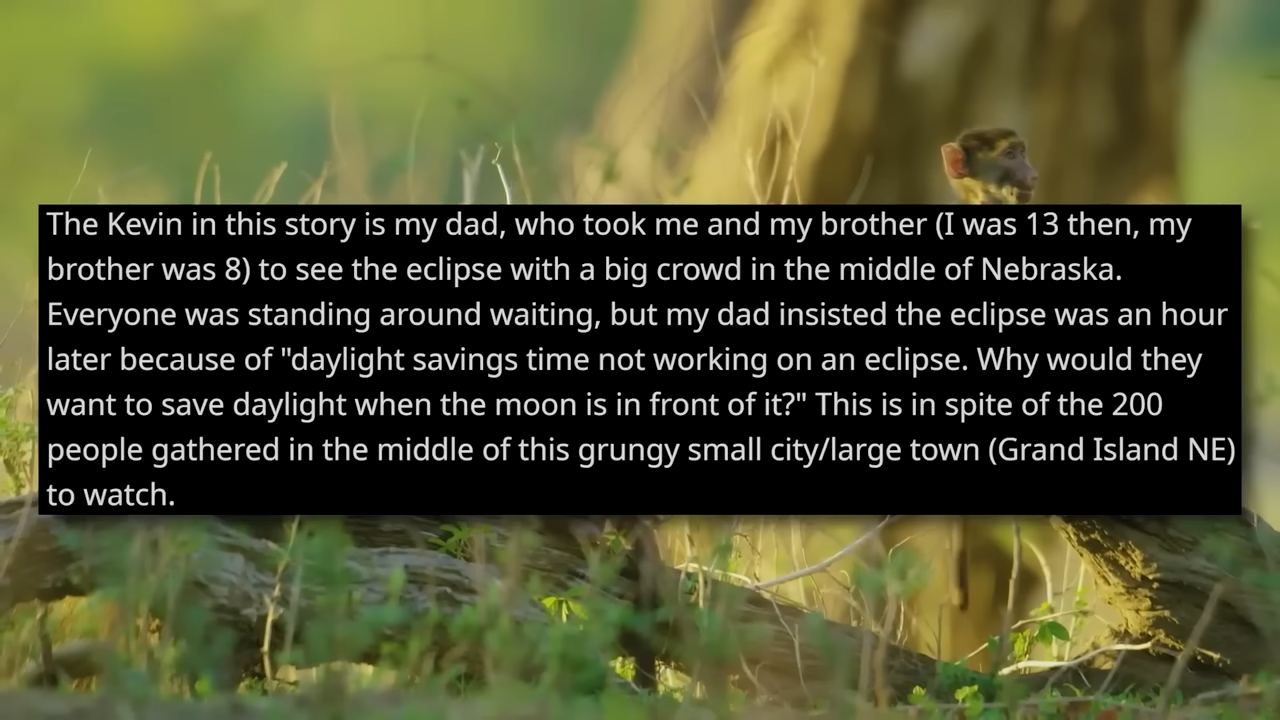 The Kevin in this story is my dad, who took me and my brother (I was 13 then, my
brother was 8) to see the eclipse with a big crowd in the middle of Nebraska.
Everyone was standing around waiting, but my dad insisted the eclipse was an hour
later because of "daylight savings time not working on an eclipse. Why would they
want to save daylight when the moon is in front of it?" This is in spite of the 200
people gathered in the middle of this grungy small city/large town (Grand Island NE)
to watch.